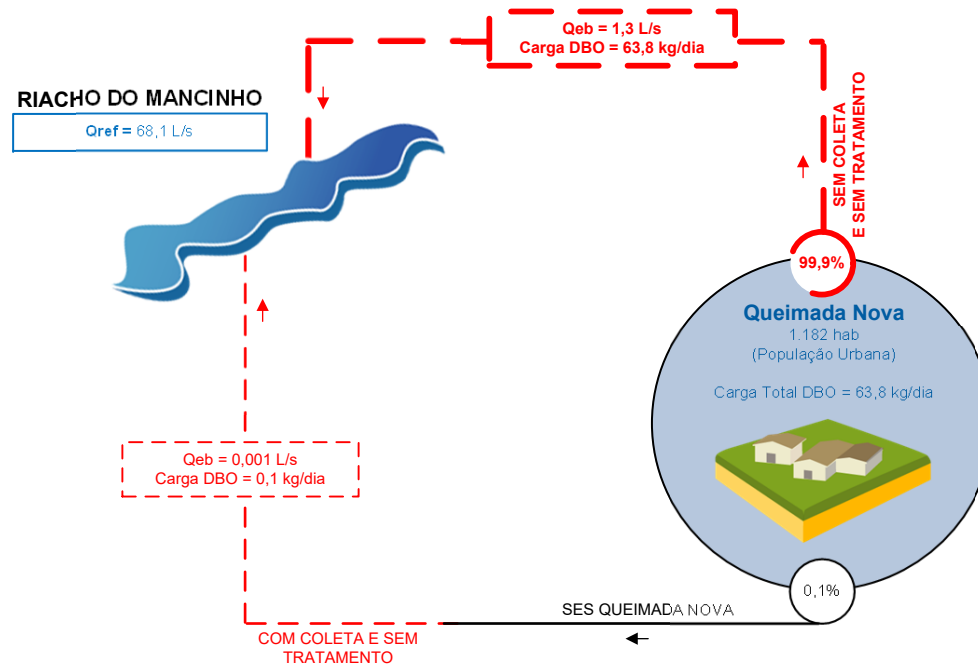 Qeb = 1,3 L/s
Carga DBO = 63,8 kg/dia
RIACHO DO MANCINHO
Qref = 68,1 L/s
SEM COLETA
E SEM TRATAMENTO
99,9%
Queimada Nova
1.182 hab
(População Urbana)
Carga Total DBO = 63,8 kg/dia
Qeb = 0,001 L/s
Carga DBO = 0,1 kg/dia
0,1%
SES QUEIMADA NOVA
COM COLETA E SEM
TRATAMENTO